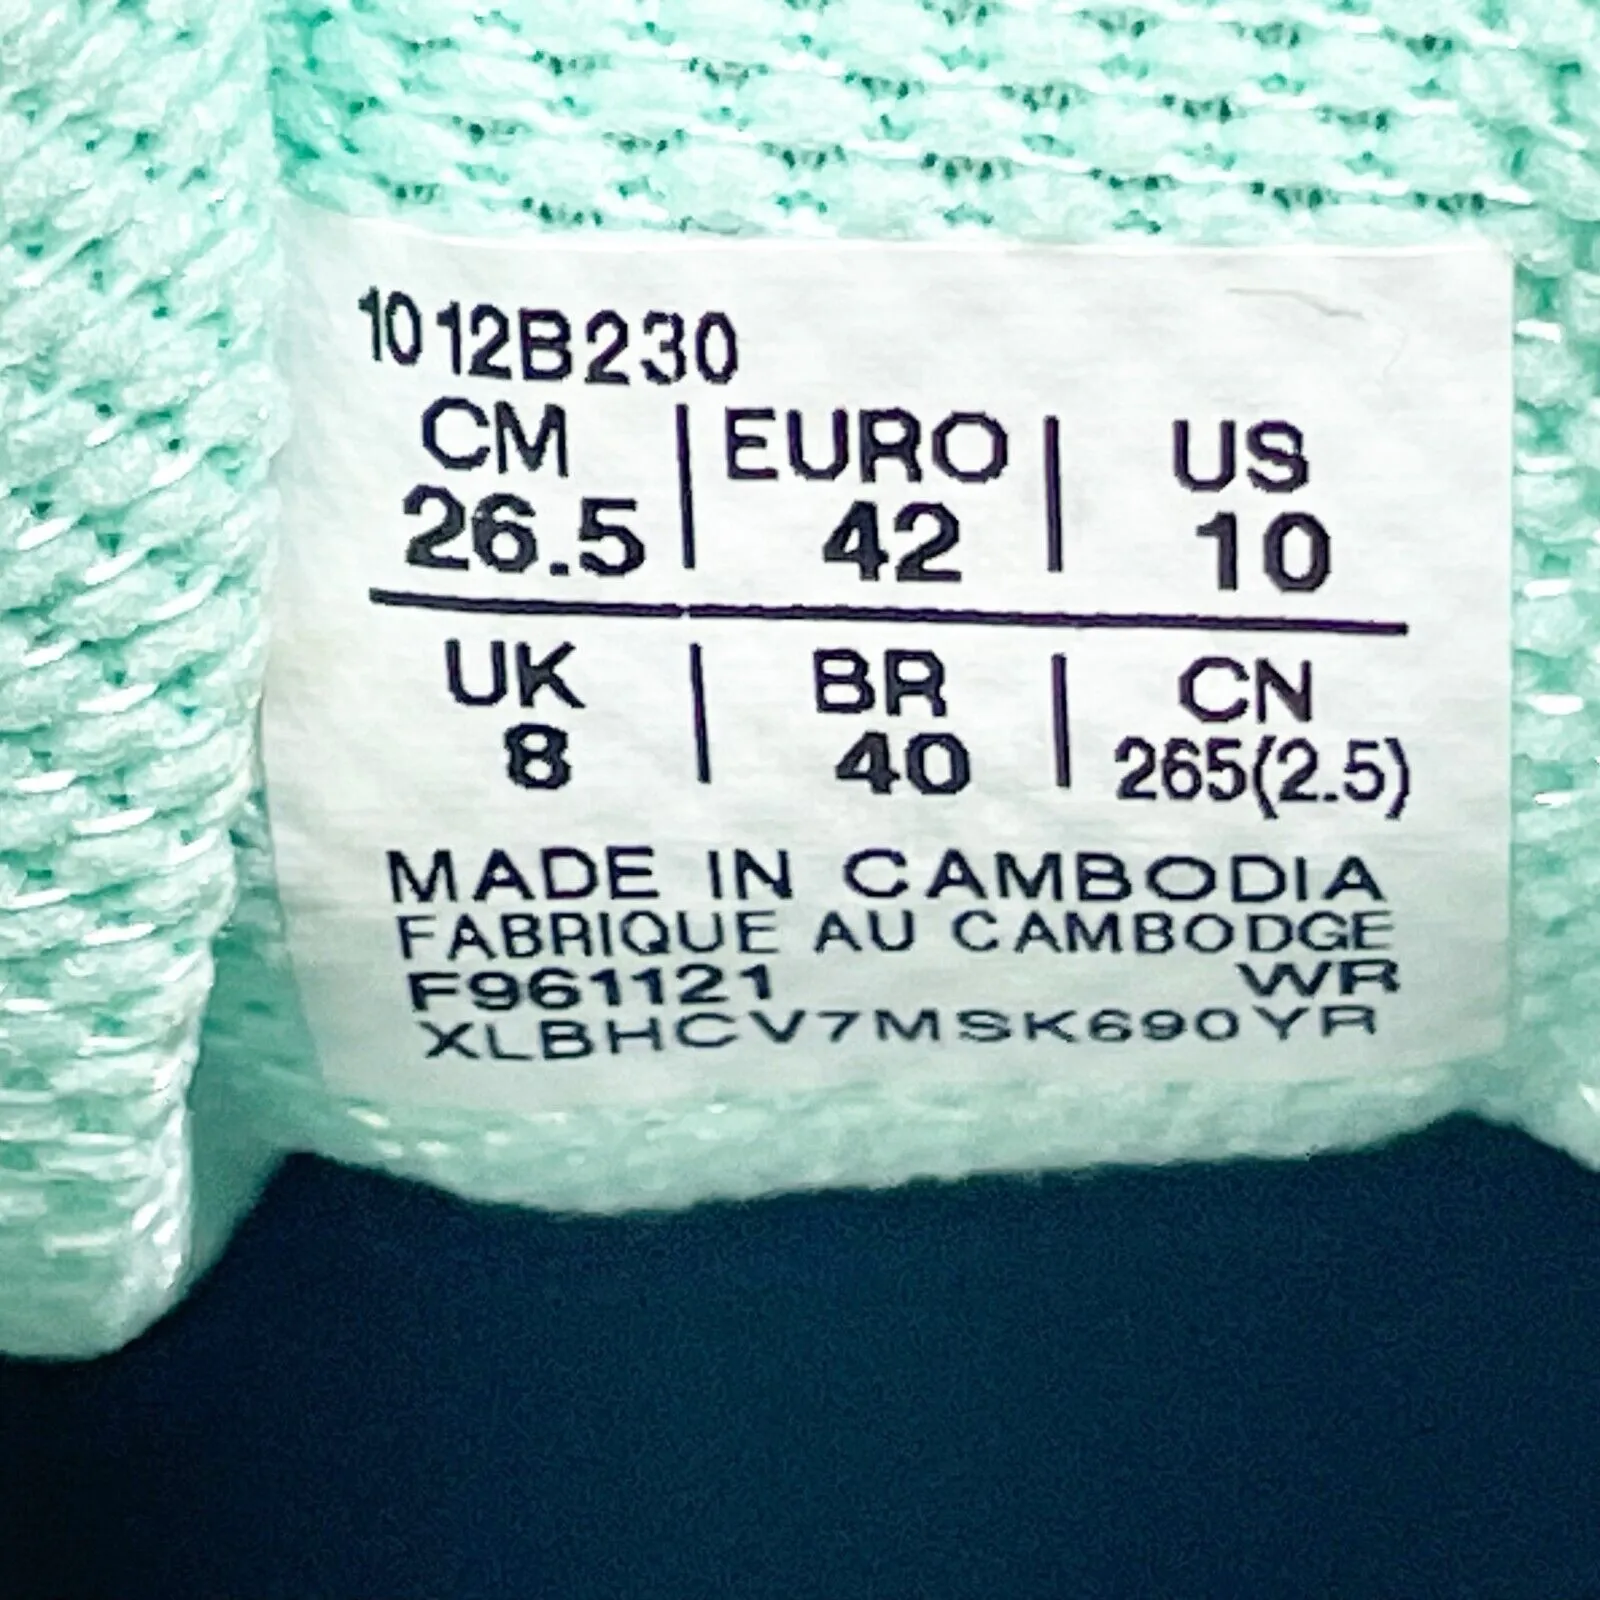 1012B230
CM | EURO | US
26.5 | 42 | 10
UK | BR | CN
8 | 40 | 265(2.5)
MADE IN CAMBODIA
FABRIQUE AU CAMBODGE
F961121 WR
XLBHCV7MSK690YR